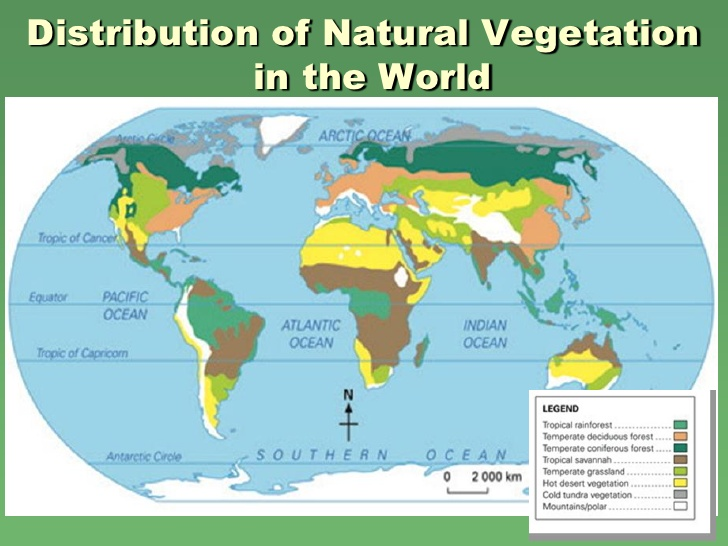 Distribution of Natural Vegetation
in the World
Arctic Circle
ARCTIC OCEAN
Tropic of Cancer
Equator
PACIFIC
OCEAN
ATLANTIC
OCEAN
INDIAN
OCEAN
Tropic of Capricorn
N
Antarctic Circle
SOUTHERN OCEAN
0 2 000 km
LEGEND
Tropical rainforest
Temperate deciduous forest
Temperate coniferous forest
Tropical savannah
Temperate grassland
Hot desert vegetation
Cold tundra vegetation
Mountains/polar